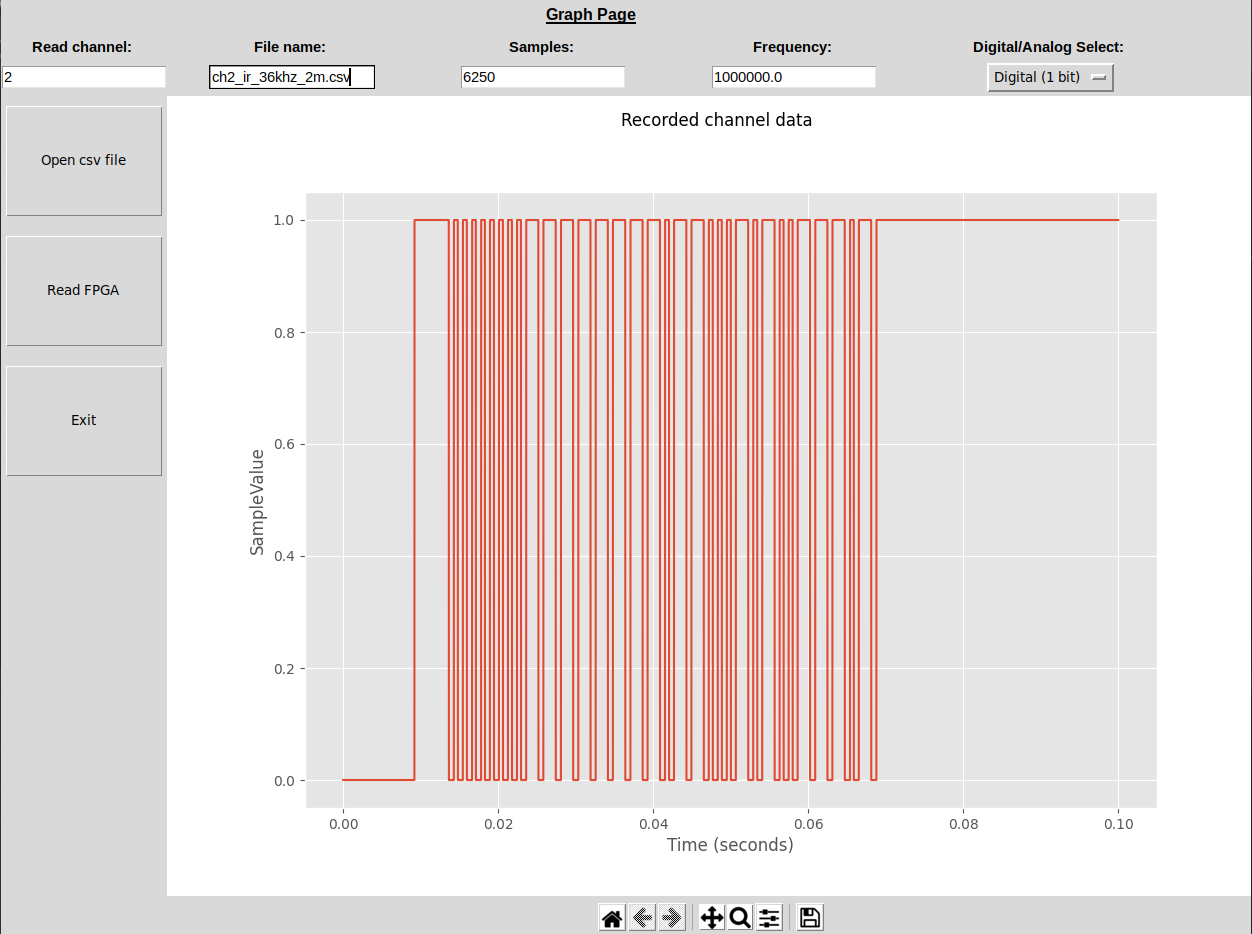 Graph Page
Read channel: File name: Samples: Frequency: Digital/Analog Select:
2 ch2_ir_36khz_2m.csv 6250 1000000.0 Digital (1 bit)
Open csv file
Read FPGA
Exit
Recorded channel data
1.0
0.8
0.6
0.4
0.2
0.0
SampleValue
0.00 0.02 0.04 0.06 0.08 0.10
Time (seconds)